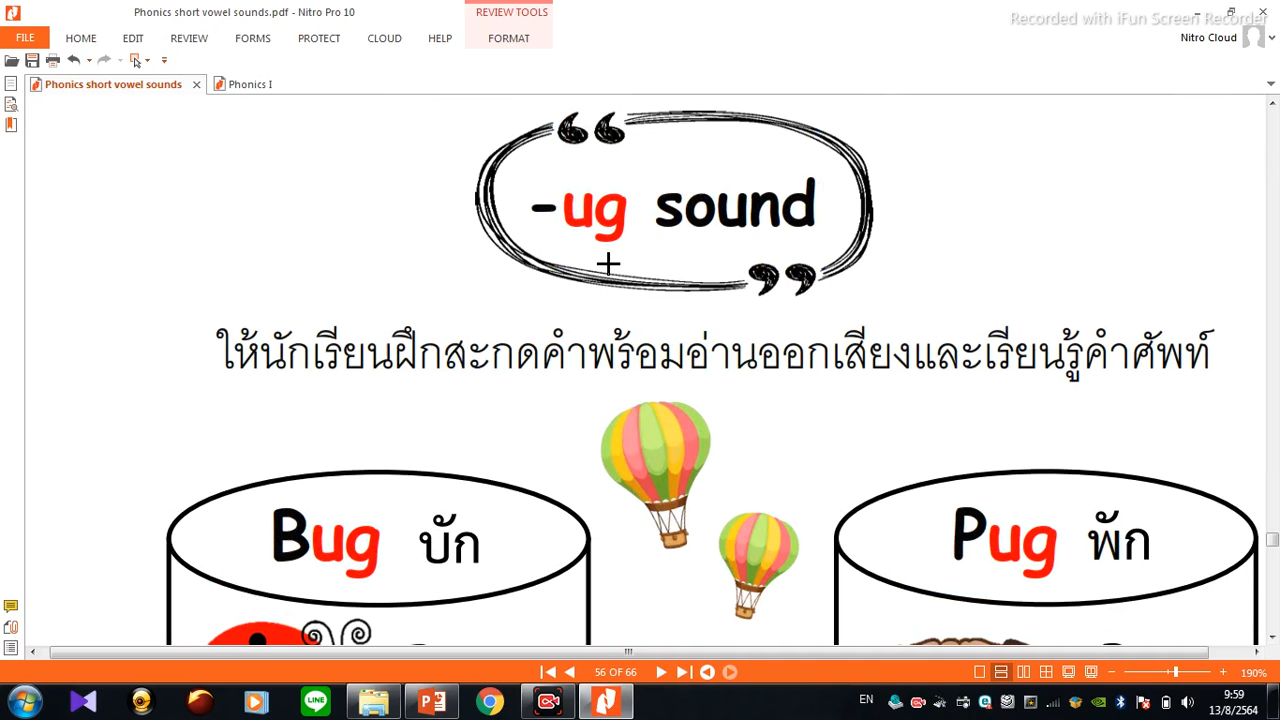 Phonics short vowel sounds.pdf - Nitro Pro 10
REVIEW TOOLS
Recorded with iFun Screen Recorder
FILE HOME EDIT REVIEW FORMS PROTECT CLOUD HELP FORMAT
Nitro Cloud
Phonics short vowel sounds
Phonics I
-ug sound
ให้นักเรียนฝึกสะกดคำพร้อมอ่านออกเสียงและเรียนรู้คำศัพท์
Bug บัก
Pug พัก
56 OF 66
190%
LINE
EN
9:59
13/8/2564